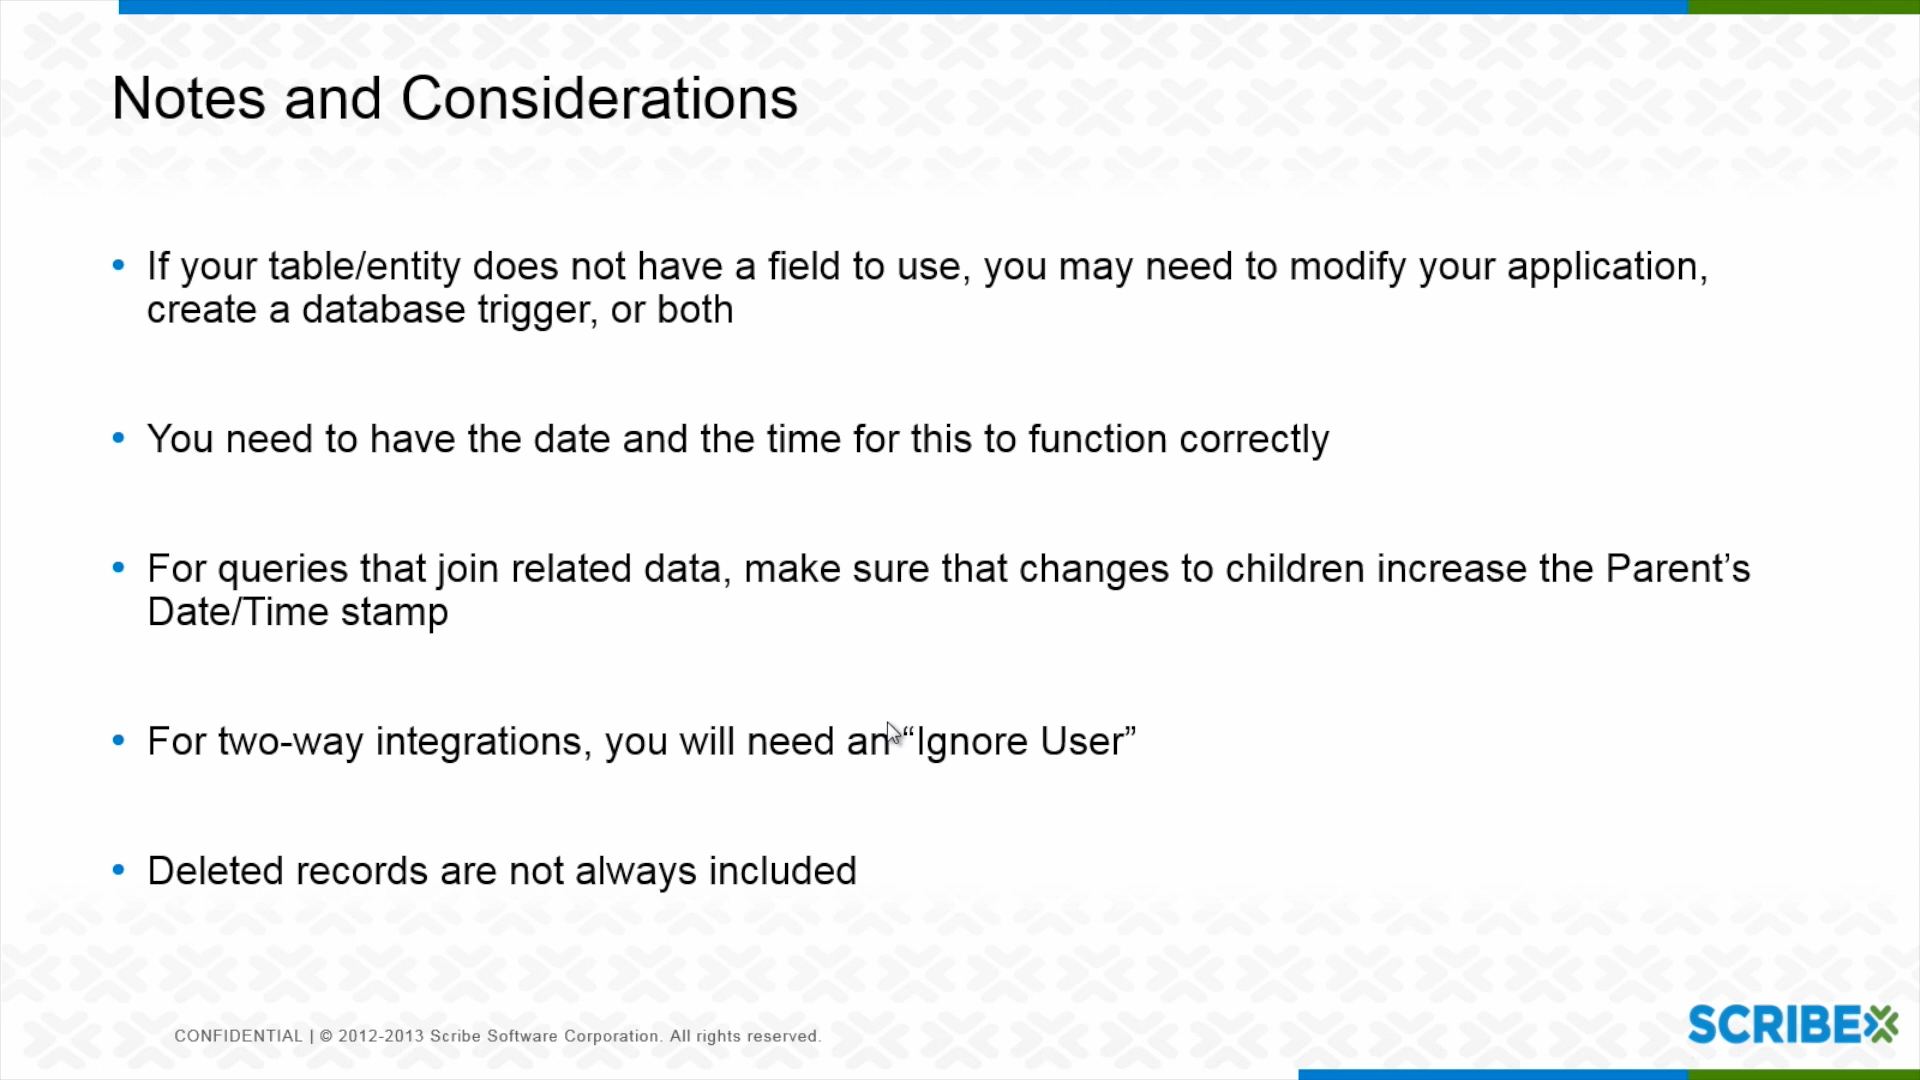 Notes and Considerations
• If your table/entity does not have a field to use, you may need to modify your application,
create a database trigger, or both
• You need to have the date and the time for this to function correctly
• For queries that join related data, make sure that changes to children increase the Parent’s
Date/Time stamp
• For two-way integrations, you will need an “Ignore User”
• Deleted records are not always included
CONFIDENTIAL | © 2012-2013 Scribe Software Corporation. All rights reserved.
SCRIBE